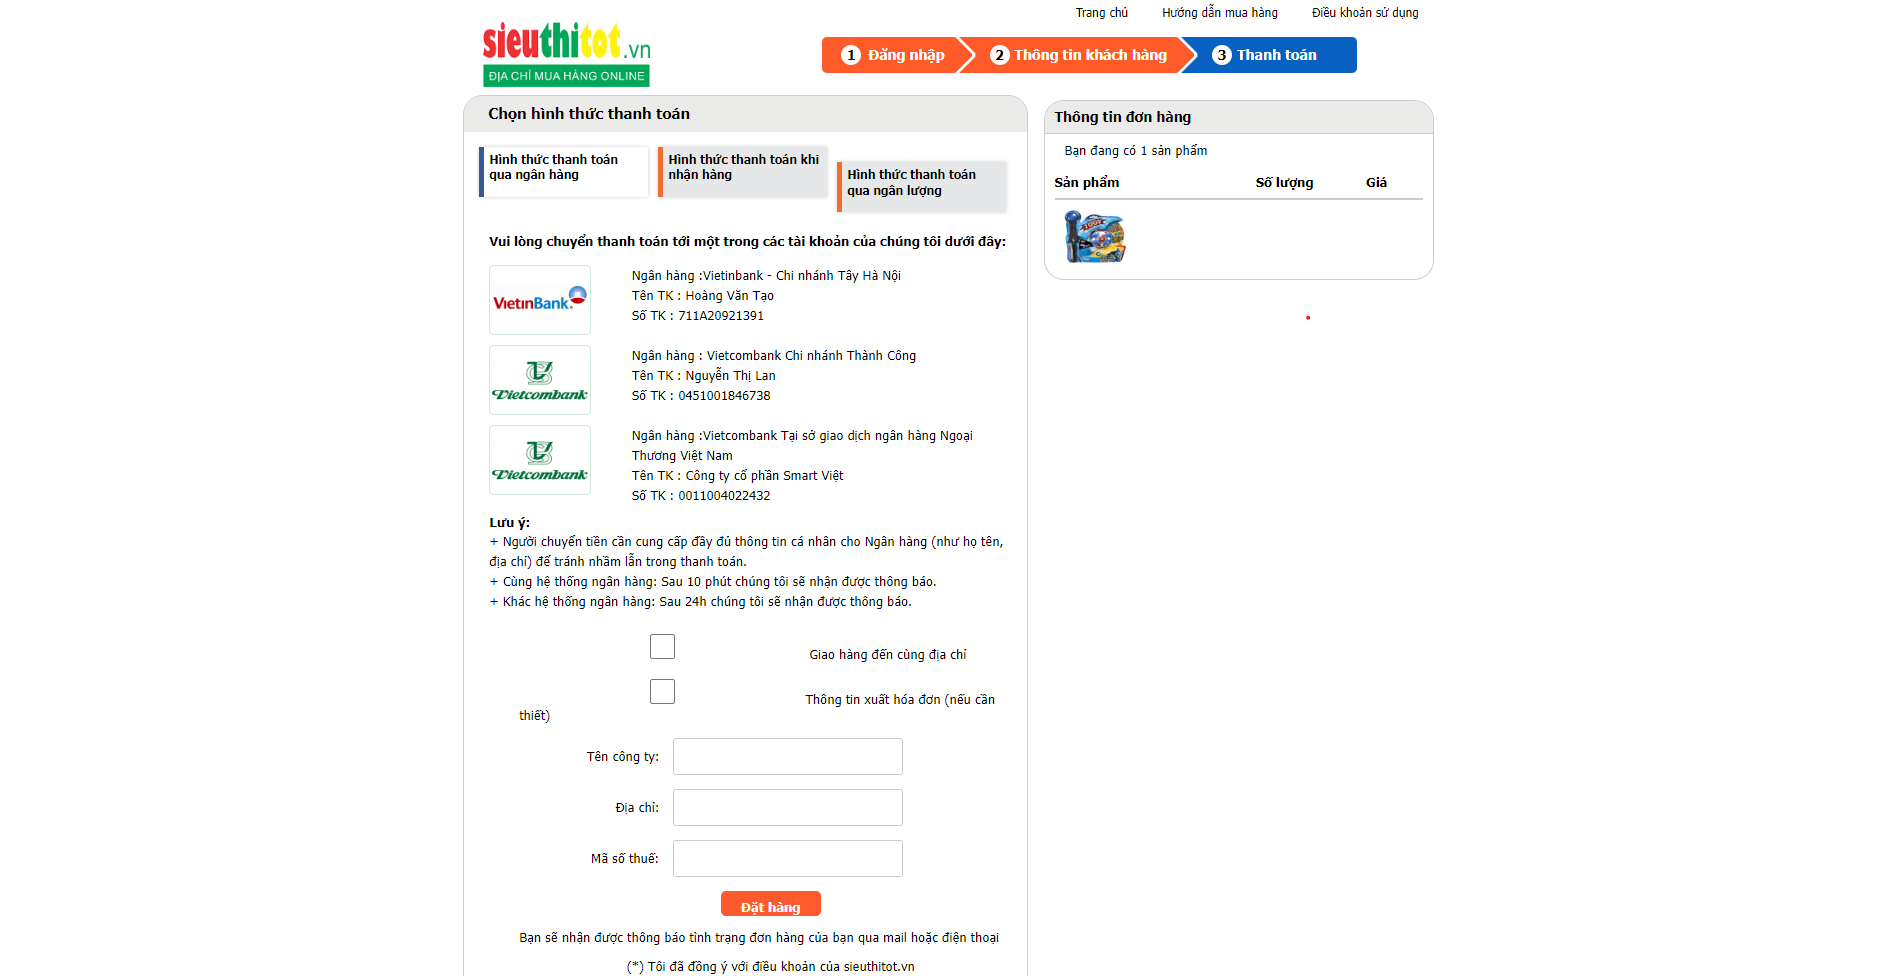 Trang chủ Hướng dẫn mua hàng Điều khoản sử dụng
sieuthitot.vn
ĐỊA CHỈ MUA HÀNG ONLINE
1 Đăng nhập 2 Thông tin khách hàng 3 Thanh toán
Chọn hình thức thanh toán
Hình thức thanh toán
qua ngân hàng
Hình thức thanh toán khi
nhận hàng
Hình thức thanh toán
qua ngân lượng
Vui lòng chuyển thanh toán tới một trong các tài khoản của chúng tôi dưới đây:
VietinBank
Ngân hàng :Vietinbank - Chi nhánh Tây Hà Nội
Tên TK : Hoàng Văn Tạo
Số TK : 711A20921391
Vietcombank
Ngân hàng : Vietcombank Chi nhánh Thành Công
Tên TK : Nguyễn Thị Lan
Số TK : 0451001846738
Vietcombank
Ngân hàng :Vietcombank Tại sở giao dịch ngân hàng Ngoại
Thương Việt Nam
Tên TK : Công ty cổ phần Smart Việt
Số TK : 0011004022432
Lưu ý:
+ Người chuyển tiền cần cung cấp đầy đủ thông tin cá nhân cho Ngân hàng (như họ tên,
địa chỉ) để tránh nhầm lẫn trong thanh toán.
+ Cùng hệ thống ngân hàng: Sau 10 phút chúng tôi sẽ nhận được thông báo.
+ Khác hệ thống ngân hàng: Sau 24h chúng tôi sẽ nhận được thông báo.
Giao hàng đến cùng địa chỉ
Thông tin xuất hóa đơn (nếu cần
thiết)
Tên công ty:
Địa chỉ:
Mã số thuế:
Đặt hàng
Bạn sẽ nhận được thông báo tình trạng đơn hàng của bạn qua mail hoặc điện thoại
(*) Tôi đã đồng ý với điều khoản của sieuthitot.vn
Thông tin đơn hàng
Bạn đang có 1 sản phẩm
Sản phẩm Số lượng Giá